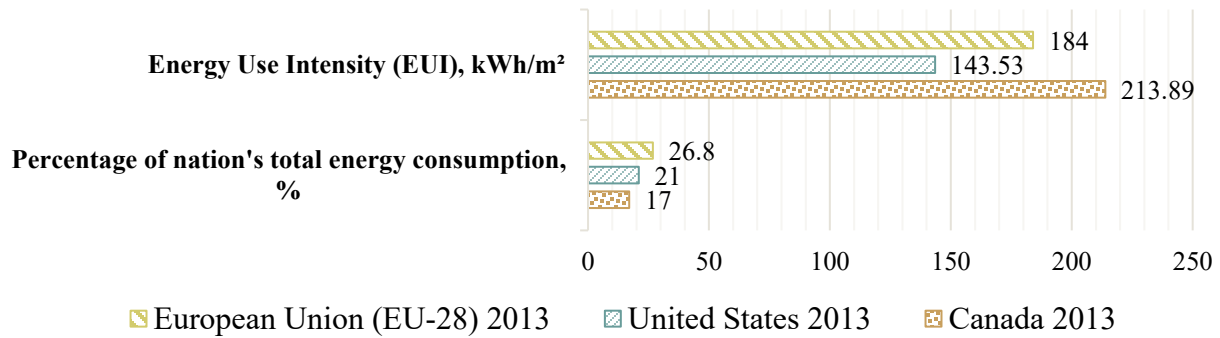 Energy Use Intensity (EUI), kWh/m²
184
143.53
213.89
Percentage of nation's total energy consumption,
%
26.8
21
17
0 50 100 150 200 250
European Union (EU-28) 2013 United States 2013 Canada 2013